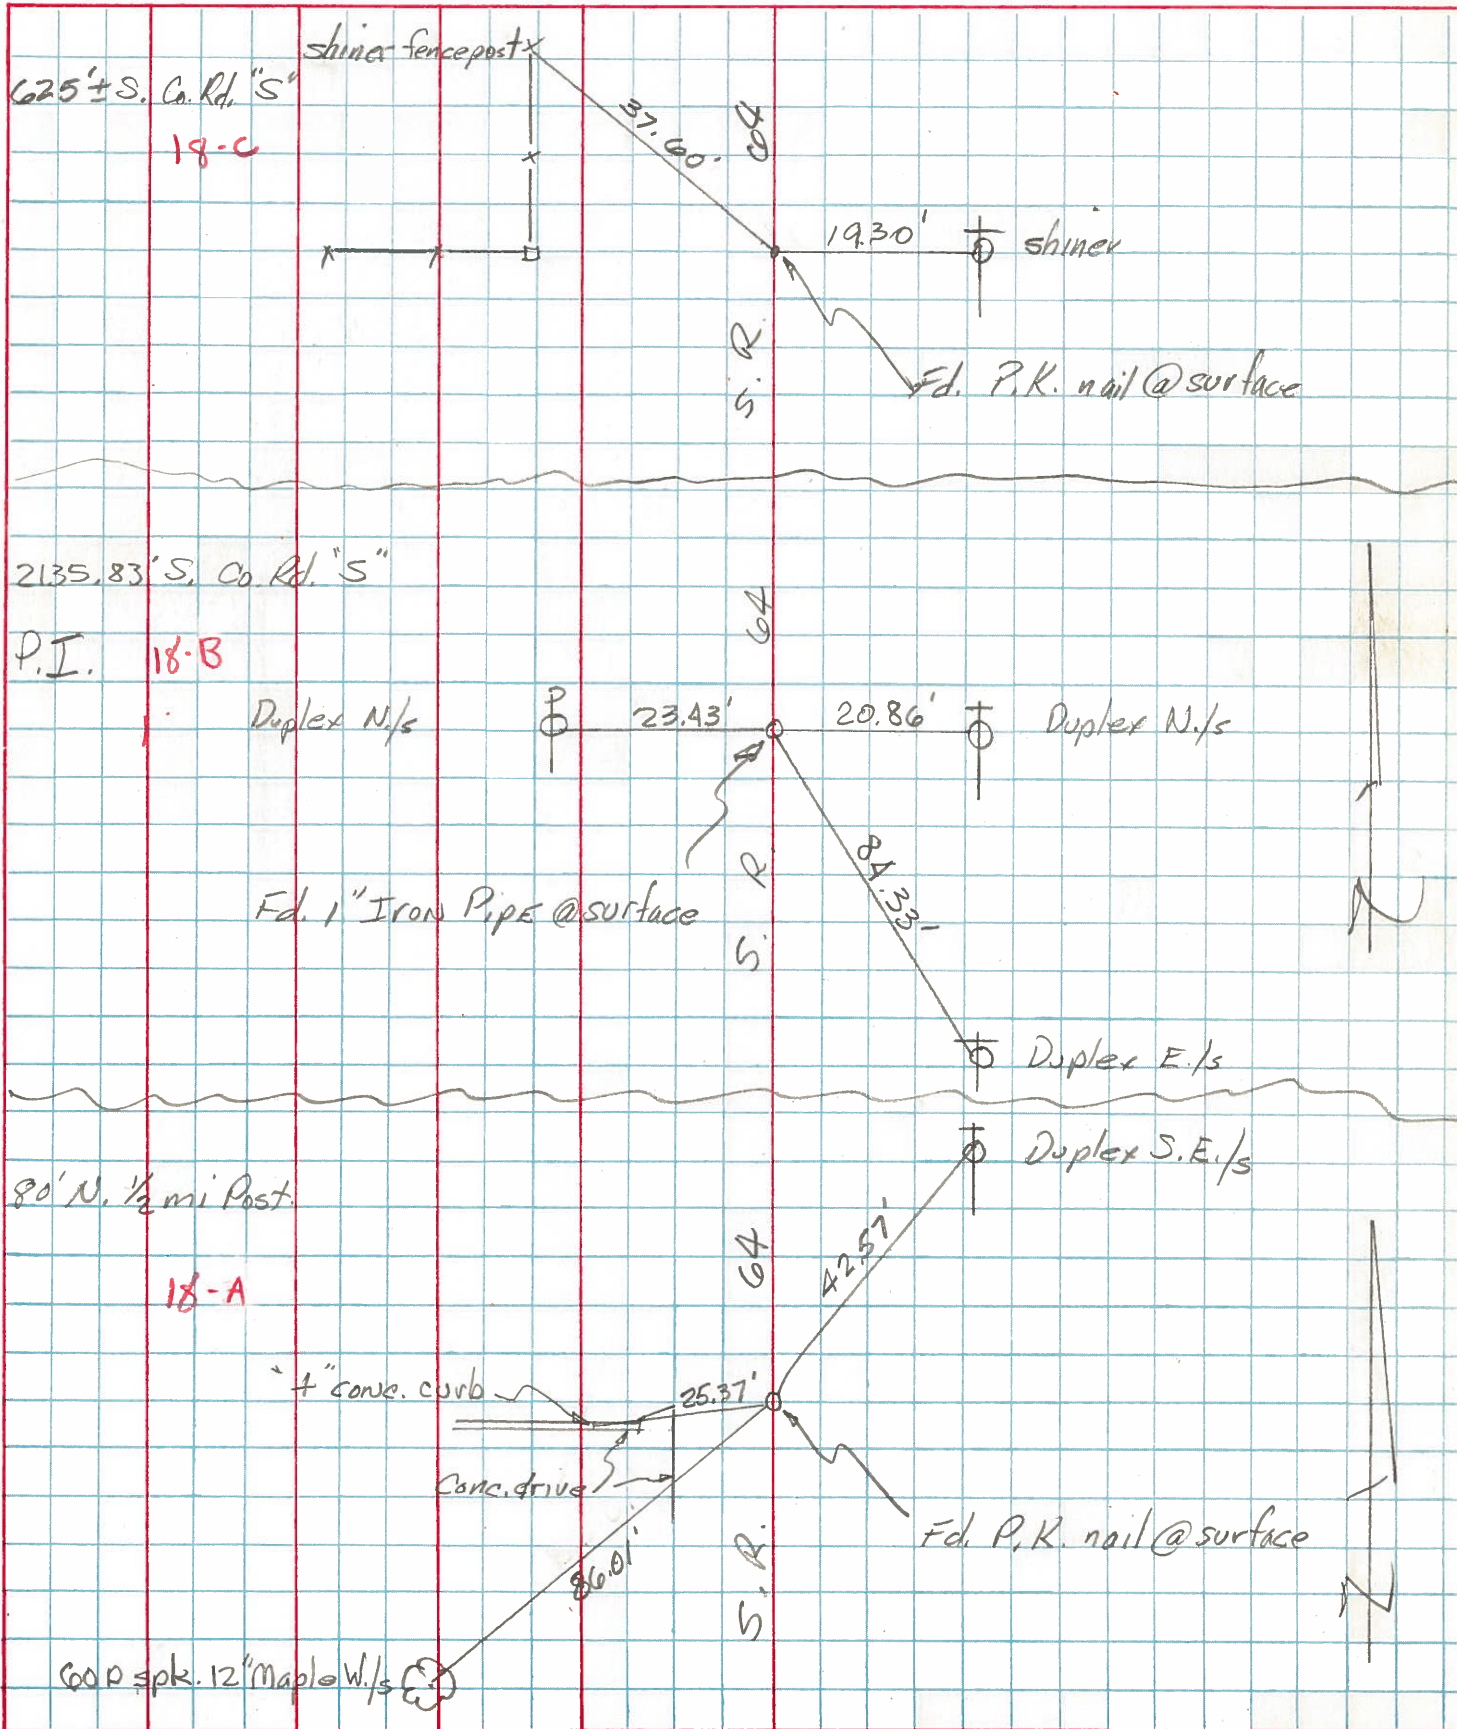 shiner fencepost
625'± S. Co. Rd. "S"
18-C
37.60'
64
19.30'
shiner
S. R.
Fd. P.K. nail @ surface
2135.83' S. Co. Rd. "S"
P.I. 18-B
64
Duplex N./s
P
23.43'
20.86'
Duplex N./s
84.33'
S. R
Fd. 1" IRON PIPE @ surface
N
Duplex E./s
Duplex S.E./s
80' N. 1/2 mi Post.
64
42.57'
18-A
"+" conc. curb
25.37'
Conc. drive
Fd. P.K. nail @ surface
S. R.
86.01'
N
60D spk. 12" Maple W./s